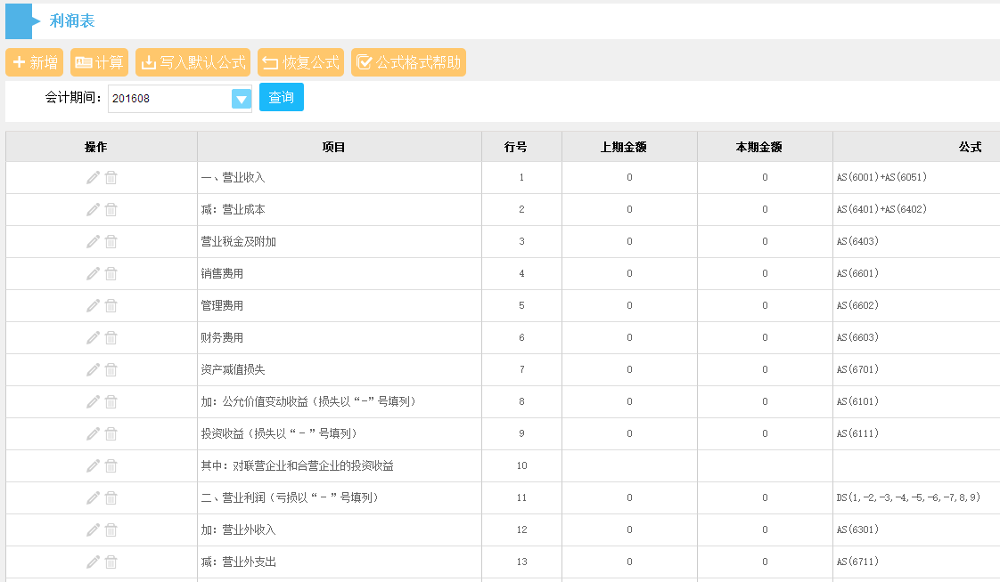 利润表
新增 计算 写入默认公式 恢复公式 公式格式帮助
会计期间: 201608 查询
操作 项目 行号 上期金额 本期金额 公式
一、营业收入 1 0 0 AS(6001)+AS(6051)
减: 营业成本 2 0 0 AS(6401)+AS(6402)
营业税金及附加 3 0 0 AS(6403)
销售费用 4 0 0 AS(6601)
管理费用 5 0 0 AS(6602)
财务费用 6 0 0 AS(6603)
资产减值损失 7 0 0 AS(6701)
加: 公允价值变动收益（损失以“-”号填列） 8 0 0 AS(6101)
投资收益（损失以“－”号填列） 9 0 0 AS(6111)
其中: 对联营企业和合营企业的投资收益 10
二、营业利润（亏损以“－”号填列） 11 0 0 DS(1,-2,-3,-4,-5,-6,-7,8,9)
加: 营业外收入 12 0 0 AS(6301)
减: 营业外支出 13 0 0 AS(6711)